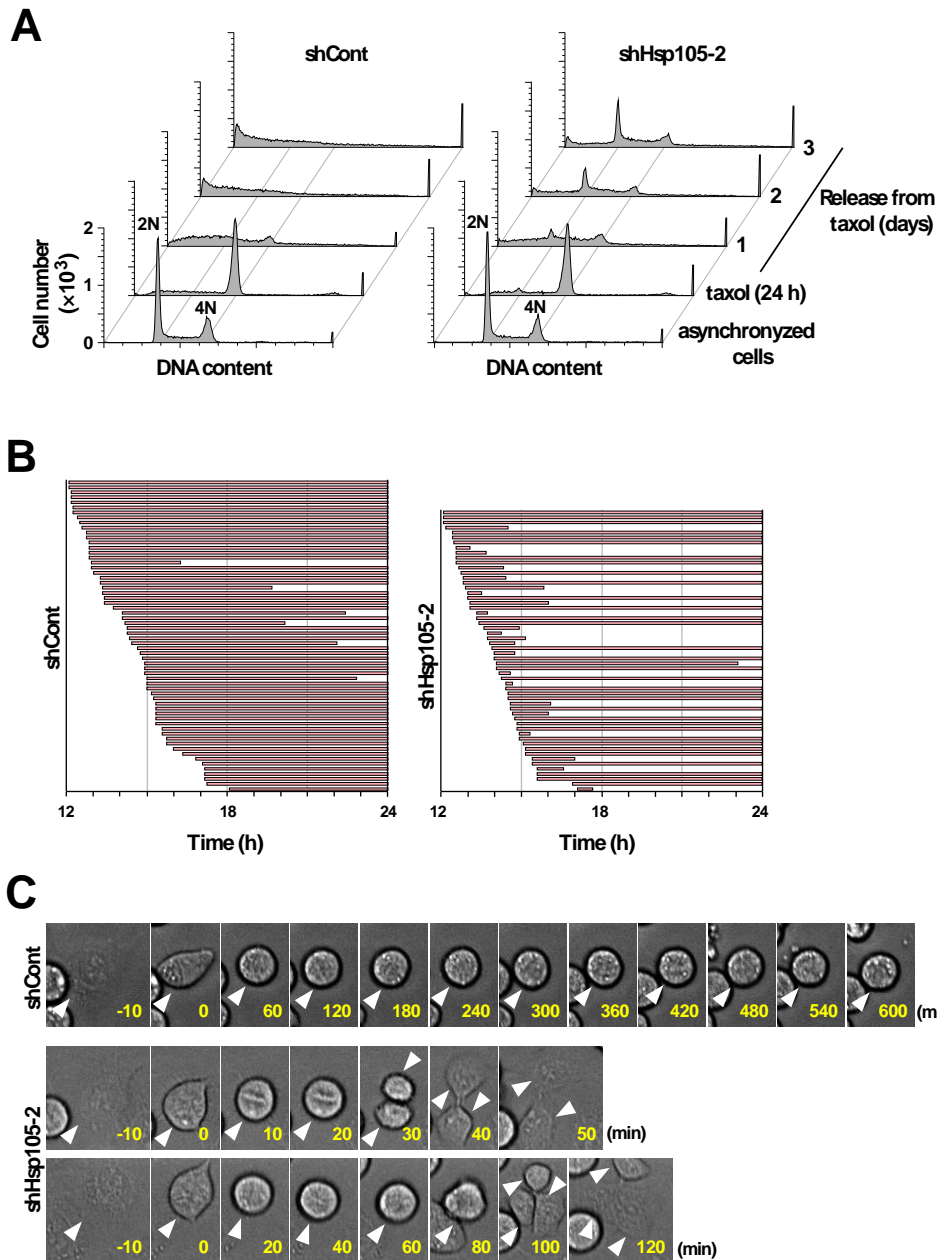 A
shCont
shHsp105-2
3
2
1
Release from
taxol (days)
taxol (24 h)
asynchronyzed
cells
2N
4N
2N
4N
2
1
0
Cell number
(×10³)
DNA content
DNA content
B
shCont
shHsp105-2
12
18
24
12
18
24
Time (h)
Time (h)
C
shCont
-10
0
60
120
180
240
300
360
420
480
540
600
(m
shHsp105-2
-10
0
10
20
30
40
50
(min)
-10
0
20
40
60
80
100
120
(min)